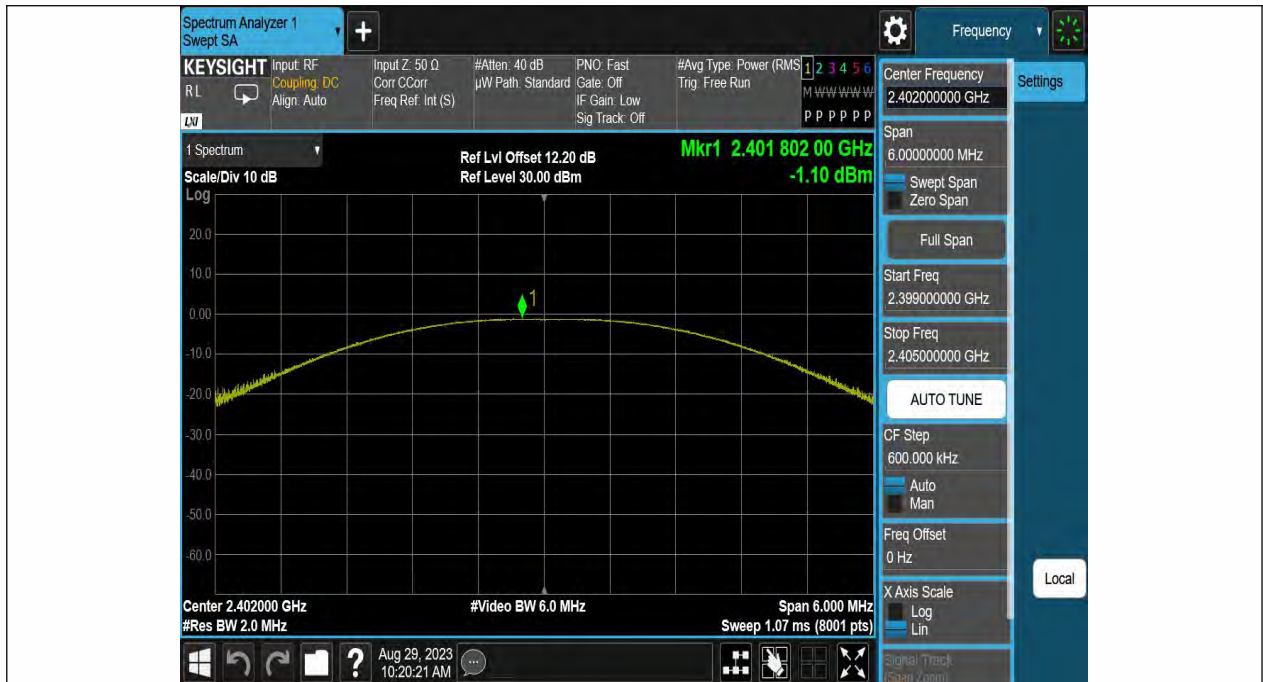 Spectrum Analyzer 1
Swept SA
+
Frequency
KEYSIGHT
R L
LXI
Input: RF
Coupling: DC
Align: Auto
Input Z: 50 Ω
Corr CCorr
Freq Ref: Int (S)
#Atten: 40 dB
µW Path: Standard
PNO: Fast
Gate: Off
IF Gain: Low
Sig Track: Off
#Avg Type: Power (RMS
Trig: Free Run
1 2 3 4 5 6
M W W W W W
P P P P P P
Center Frequency
2.402000000 GHz
Settings
Span
6.00000000 MHz
Swept Span
Zero Span
Full Span
Start Freq
2.399000000 GHz
Stop Freq
2.405000000 GHz
AUTO TUNE
CF Step
600.000 kHz
Auto
Man
Freq Offset
0 Hz
X Axis Scale
Log
Lin
Signal Track
(Span Zoom)
Local
1 Spectrum
Scale/Div 10 dB
Log
Ref Lvl Offset 12.20 dB
Ref Level 30.00 dBm
Mkr1 2.401 802 00 GHz
-1.10 dBm
20.0
10.0
1
0.00
-10.0
-20.0
-30.0
-40.0
-50.0
-60.0
Center 2.402000 GHz
#Res BW 2.0 MHz
#Video BW 6.0 MHz
Span 6.000 MHz
Sweep 1.07 ms (8001 pts)
?
Aug 29, 2023
10:20:21 AM